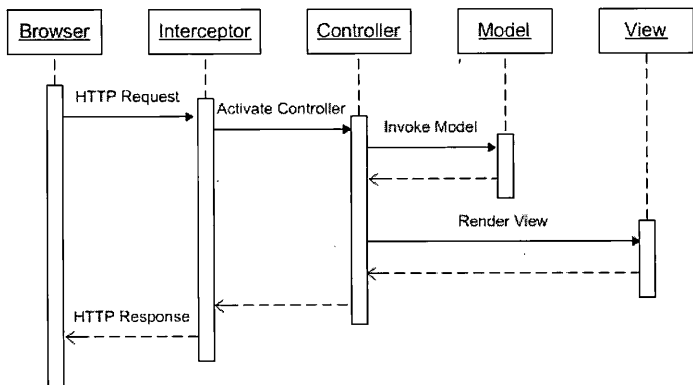 Browser
Interceptor
Controller
Model
View
HTTP Request
Activate Controller
Invoke Model
Render View
HTTP Response